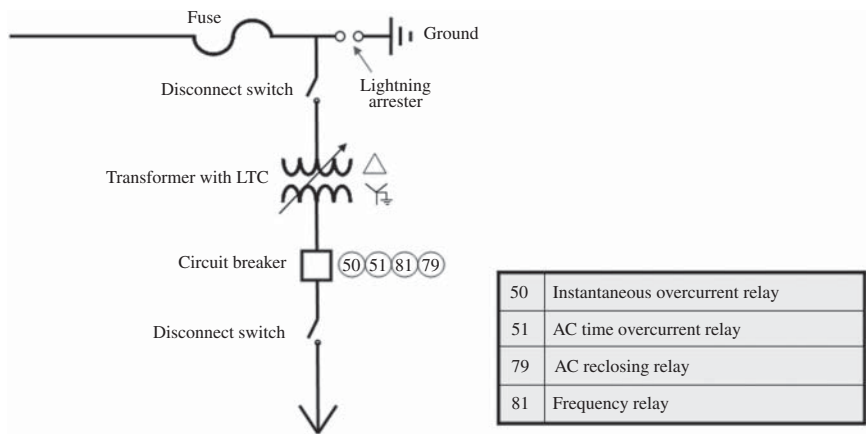 Fuse
Ground
Lightning
arrester
Disconnect switch
Transformer with LTC
Circuit breaker
50 51 81 79
Disconnect switch
50 Instantaneous overcurrent relay
51 AC time overcurrent relay
79 AC reclosing relay
81 Frequency relay